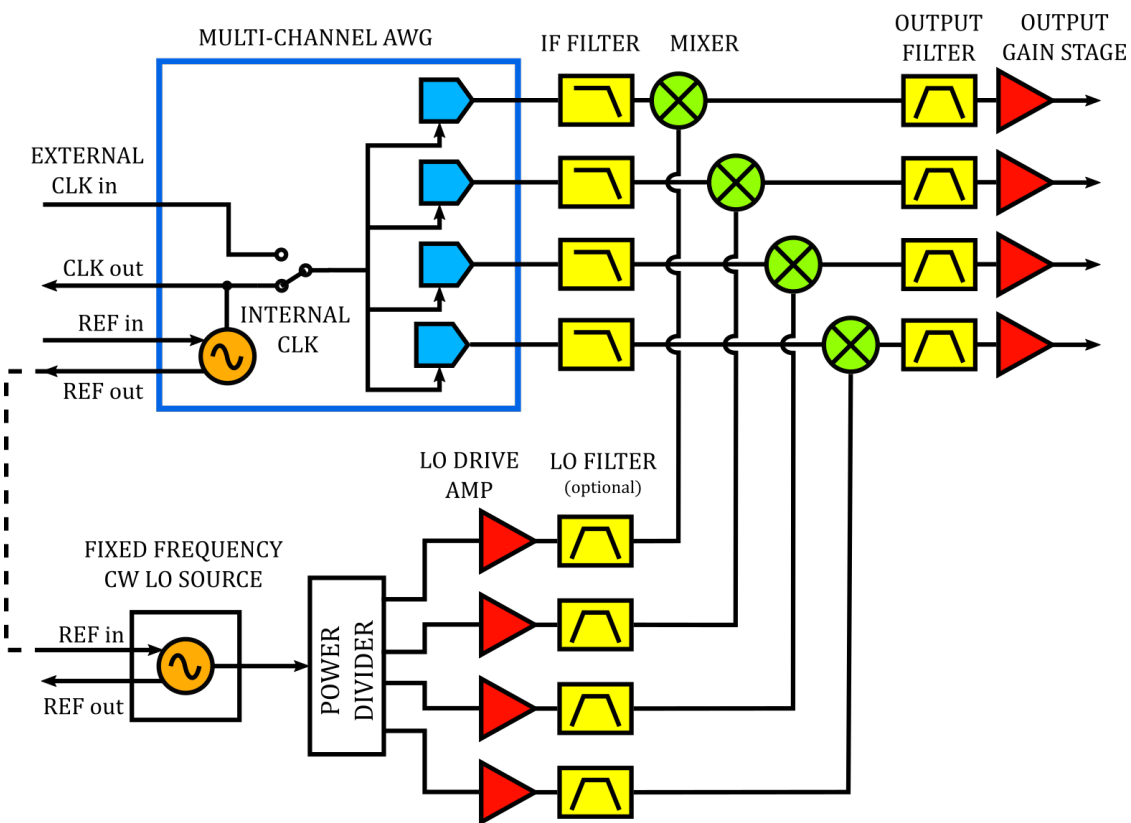 MULTI-CHANNEL AWG
IF FILTER
MIXER
OUTPUT
FILTER
OUTPUT
GAIN STAGE
EXTERNAL
CLK in
CLK out
REF in
REF out
INTERNAL
CLK
LO DRIVE
AMP
LO FILTER
(optional)
FIXED FREQUENCY
CW LO SOURCE
REF in
REF out
POWER
DIVIDER